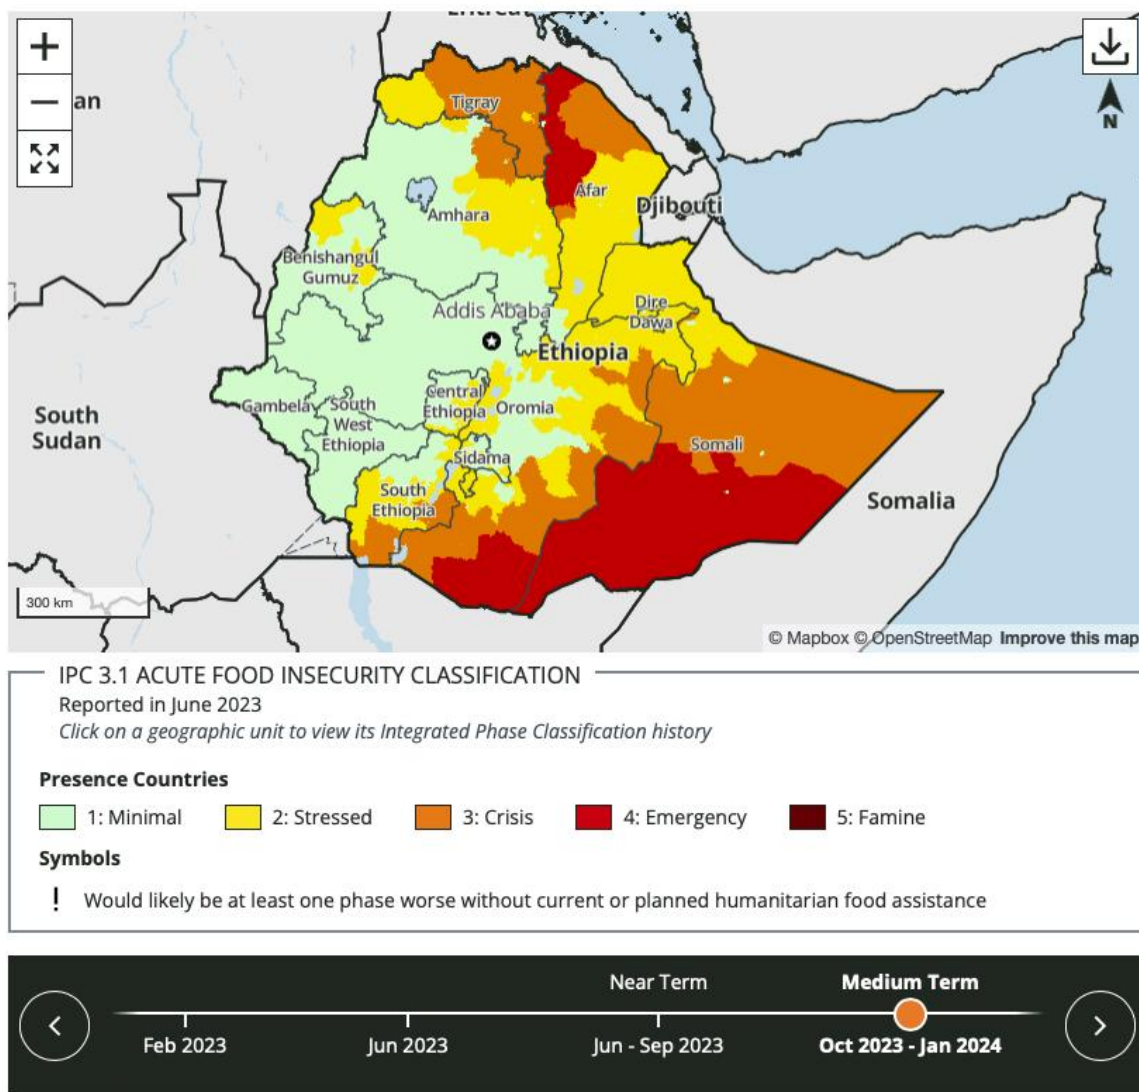 +
−
an
N
Tigray
Afar
Djibouti
Amhara
Benishangul
Gumuz
Addis Ababa
Dire
Dawa
Ethiopia
South
Sudan
Gambela
South
West
Ethiopia
Central
Ethiopia
Oromia
Sidama
Somali
South
Ethiopia
Somalia
300 km
© Mapbox © OpenStreetMap Improve this map
IPC 3.1 ACUTE FOOD INSECURITY CLASSIFICATION
Reported in June 2023
Click on a geographic unit to view its Integrated Phase Classification history
Presence Countries
1: Minimal 2: Stressed 3: Crisis 4: Emergency 5: Famine
Symbols
! Would likely be at least one phase worse without current or planned humanitarian food assistance
Near Term Medium Term
Feb 2023 Jun 2023 Jun - Sep 2023 Oct 2023 - Jan 2024